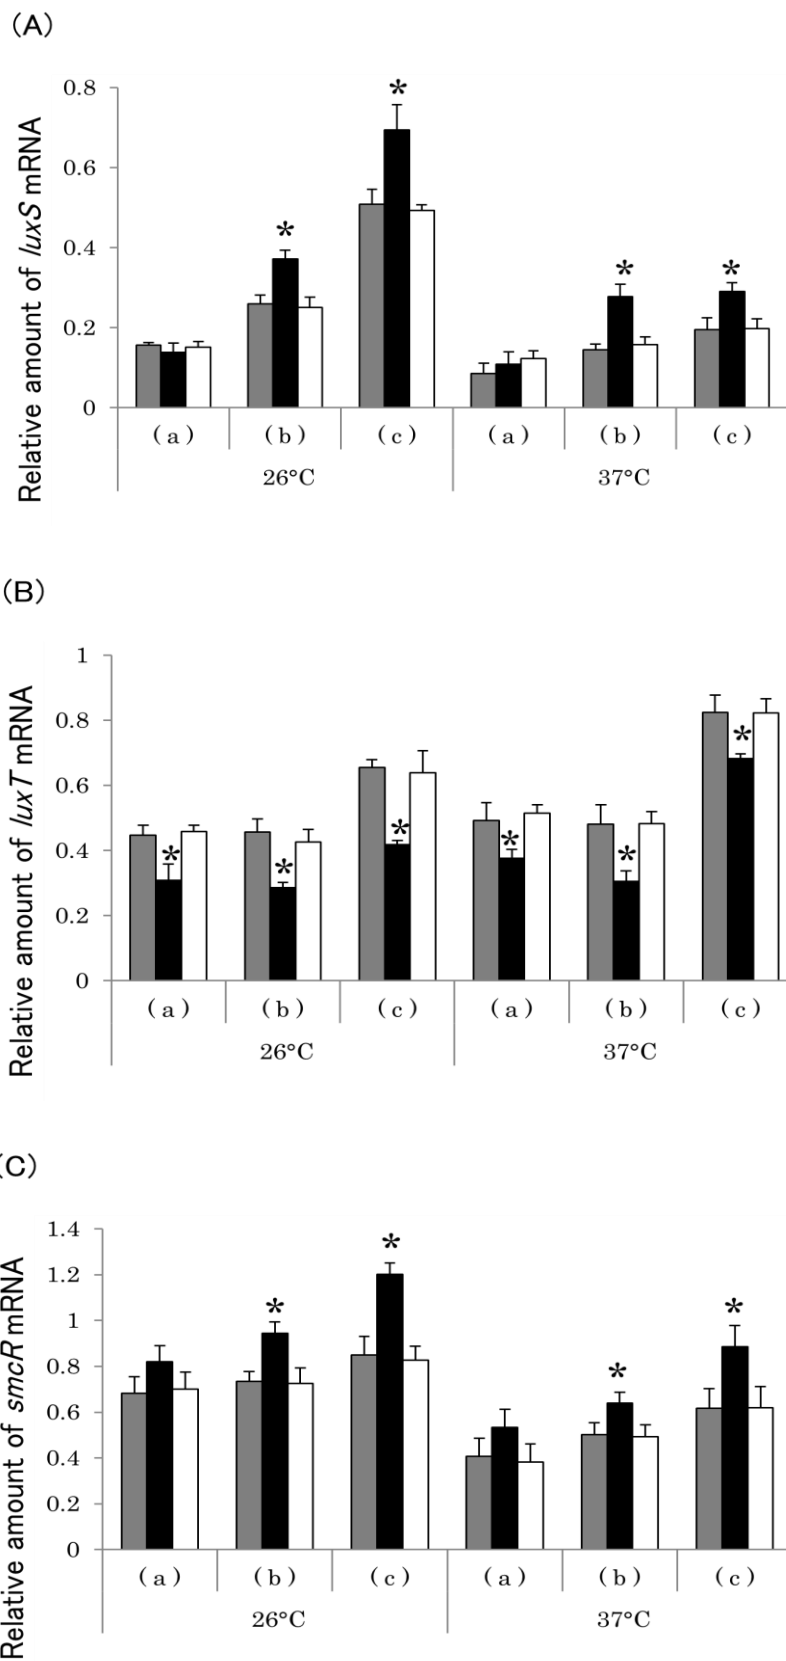 (A)
Relative amount of luxS mRNA
0.8
0.6
0.4
0.2
0
* * * *
(a) (b) (c) (a) (b) (c)
26°C 37°C
(B)
Relative amount of luxT mRNA
1
0.8
0.6
0.4
0.2
0
* * * * * *
(a) (b) (c) (a) (b) (c)
26°C 37°C
(C)
Relative amount of smcR mRNA
1.4
1.2
1
0.8
0.6
0.4
0.2
0
* * * *
(a) (b) (c) (a) (b) (c)
26°C 37°C